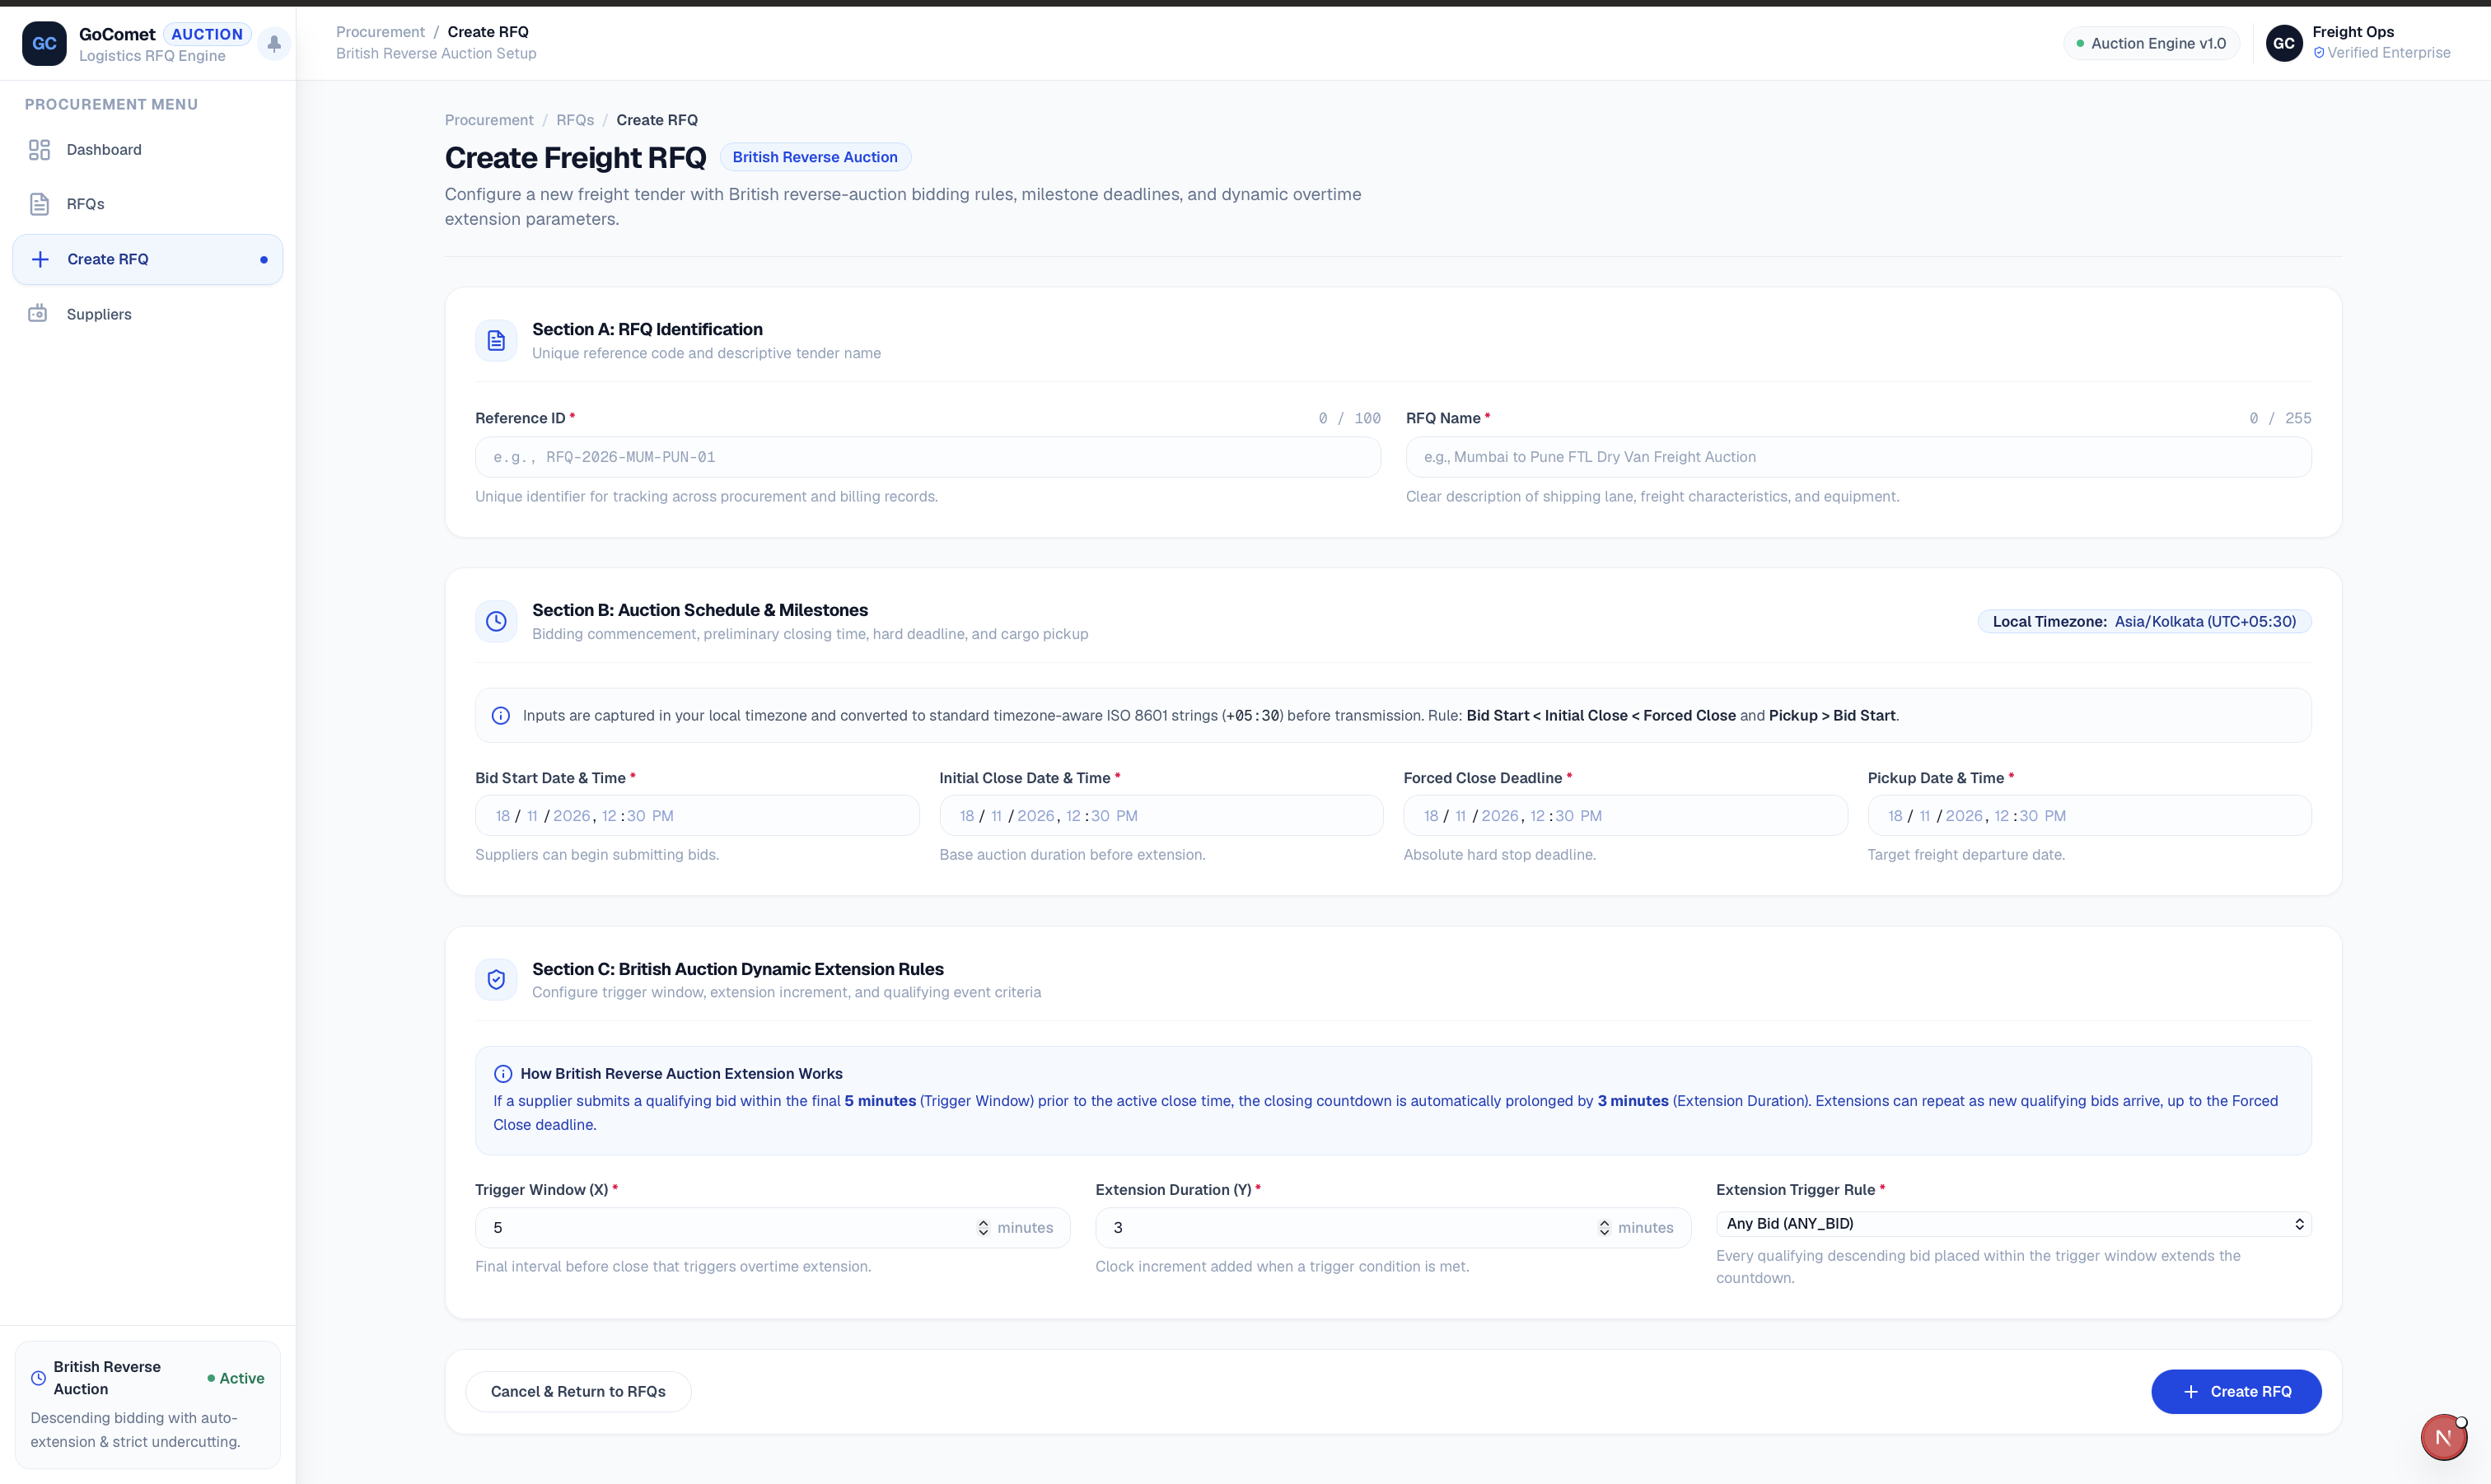 GC
GoComet AUCTION
Logistics RFQ Engine
Procurement / Create RFQ
British Reverse Auction Setup
Auction Engine v1.0
GC
Freight Ops
Verified Enterprise
PROCUREMENT MENU
Dashboard
RFQs
Create RFQ
Suppliers
British Reverse
Auction
Active
Descending bidding with auto-
extension & strict undercutting.
Procurement / RFQs / Create RFQ
Create Freight RFQ British Reverse Auction
Configure a new freight tender with British reverse-auction bidding rules, milestone deadlines, and dynamic overtime
extension parameters.
Section A: RFQ Identification
Unique reference code and descriptive tender name
Reference ID * 0 / 100
e.g., RFQ-2026-MUM-PUN-01
Unique identifier for tracking across procurement and billing records.
RFQ Name * 0 / 255
e.g., Mumbai to Pune FTL Dry Van Freight Auction
Clear description of shipping lane, freight characteristics, and equipment.
Section B: Auction Schedule & Milestones
Bidding commencement, preliminary closing time, hard deadline, and cargo pickup
Local Timezone: Asia/Kolkata (UTC+05:30)
Inputs are captured in your local timezone and converted to standard timezone-aware ISO 8601 strings (+05:30) before transmission. Rule: Bid Start < Initial Close < Forced Close and Pickup > Bid Start.
Bid Start Date & Time *
18 / 11 / 2026, 12 : 30 PM
Suppliers can begin submitting bids.
Initial Close Date & Time *
18 / 11 / 2026, 12 : 30 PM
Base auction duration before extension.
Forced Close Deadline *
18 / 11 / 2026, 12 : 30 PM
Absolute hard stop deadline.
Pickup Date & Time *
18 / 11 / 2026, 12 : 30 PM
Target freight departure date.
Section C: British Auction Dynamic Extension Rules
Configure trigger window, extension increment, and qualifying event criteria
How British Reverse Auction Extension Works
If a supplier submits a qualifying bid within the final 5 minutes (Trigger Window) prior to the active close time, the closing countdown is automatically prolonged by 3 minutes (Extension Duration). Extensions can repeat as new qualifying bids arrive, up to the Forced
Close deadline.
Trigger Window (X) *
5 minutes
Final interval before close that triggers overtime extension.
Extension Duration (Y) *
3 minutes
Clock increment added when a trigger condition is met.
Extension Trigger Rule *
Any Bid (ANY_BID)
Every qualifying descending bid placed within the trigger window extends the
countdown.
Cancel & Return to RFQs
Create RFQ
N